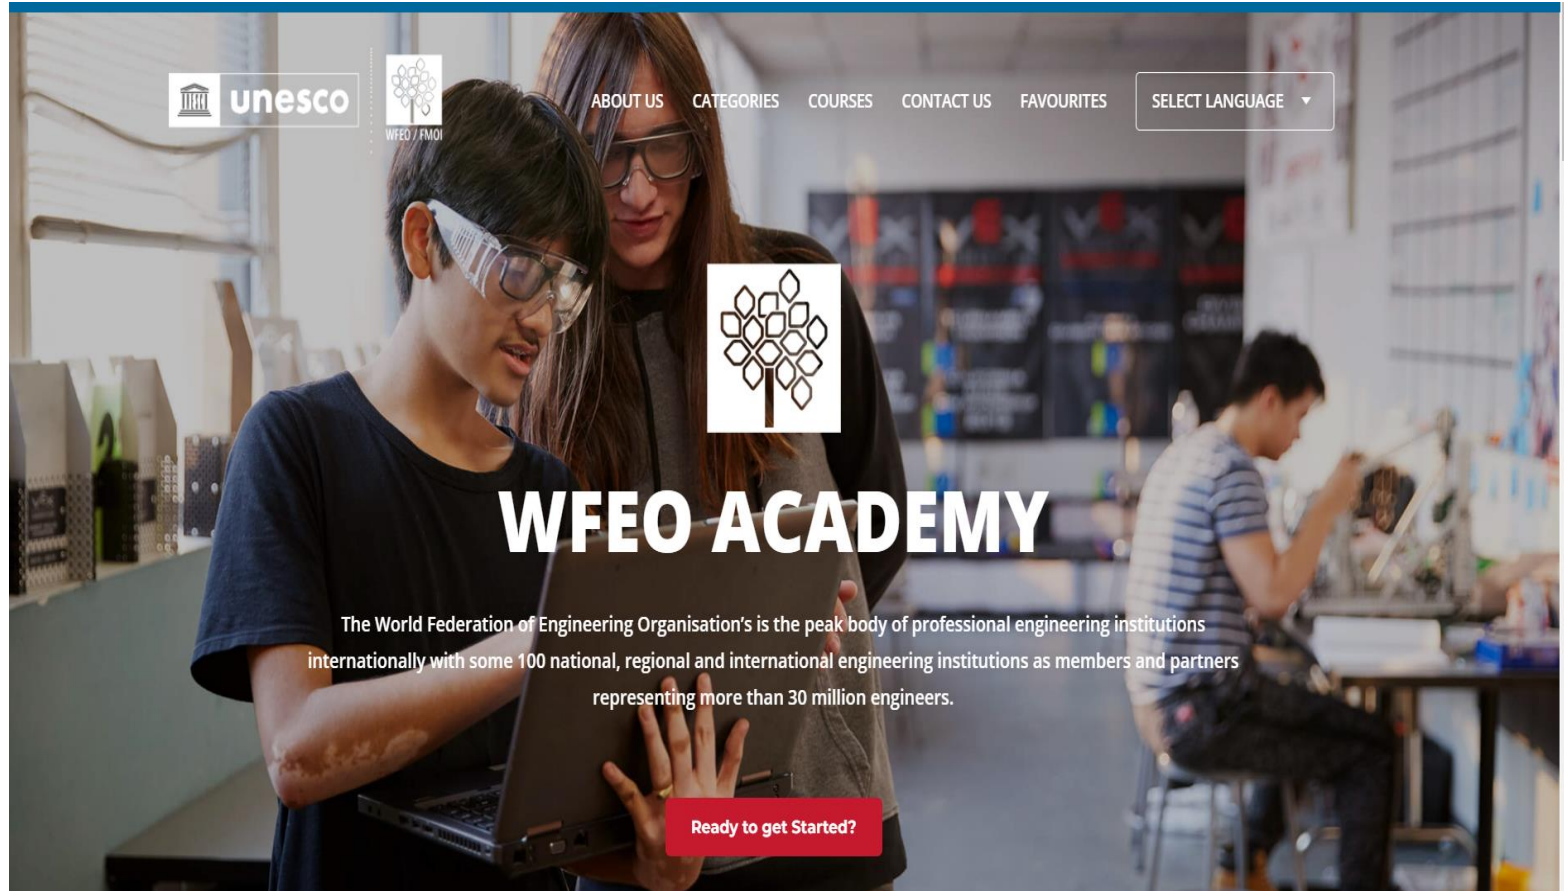 unesco
WFEO / FMOI
ABOUT US
CATEGORIES
COURSES
CONTACT US
FAVOURITES
SELECT LANGUAGE
WFEO ACADEMY
The World Federation of Engineering Organisation's is the peak body of professional engineering institutions
internationally with some 100 national, regional and international engineering institutions as members and partners
representing more than 30 million engineers.
Ready to get Started?